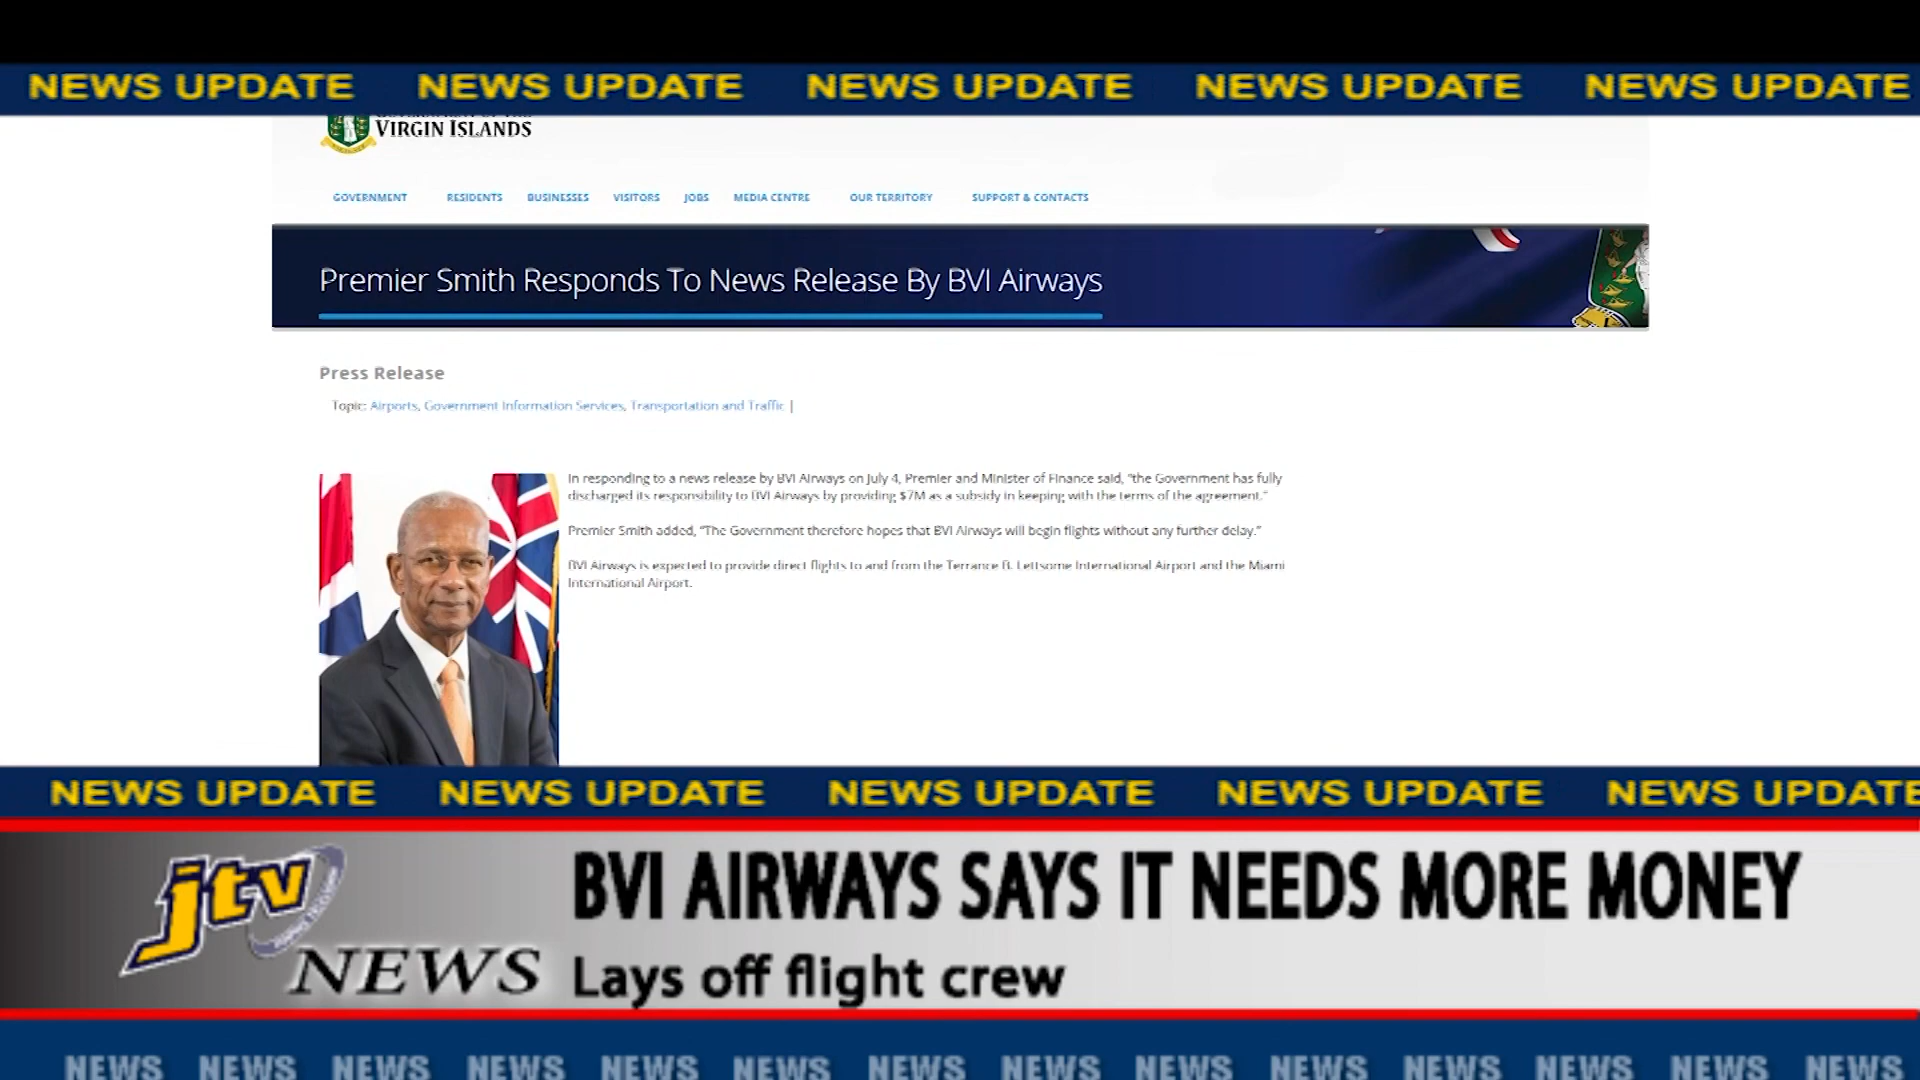 NEWS UPDATE NEWS UPDATE NEWS UPDATE NEWS UPDATE NEWS UPDATE
VIRGIN ISLANDS
GOVERNMENT RESIDENTS BUSINESSES VISITORS JOBS MEDIA CENTRE OUR TERRITORY SUPPORT & CONTACTS
Premier Smith Responds To News Release By BVI Airways
Press Release
Topic: Airports, Government Information Services, Transportation and Traffic |
In responding to a news release by BVI Airways on July 4, Premier and Minister of Finance said, "the Government has fully
discharged its responsibility to BVI Airways by providing $7M as a subsidy in keeping with the terms of the agreement."
Premier Smith added, "The Government therefore hopes that BVI Airways will begin flights without any further delay."
BVI Airways is expected to provide direct flights to and from the Terrance B. Lettsome International Airport and the Miami
International Airport.
NEWS UPDATE NEWS UPDATE NEWS UPDATE NEWS UPDATE NEWS UPDATE
jtv
NEWS
BVI AIRWAYS SAYS IT NEEDS MORE MONEY
Lays off flight crew
NEWS NEWS NEWS NEWS NEWS NEWS NEWS NEWS NEWS NEWS NEWS NEWS NEWS NEWS